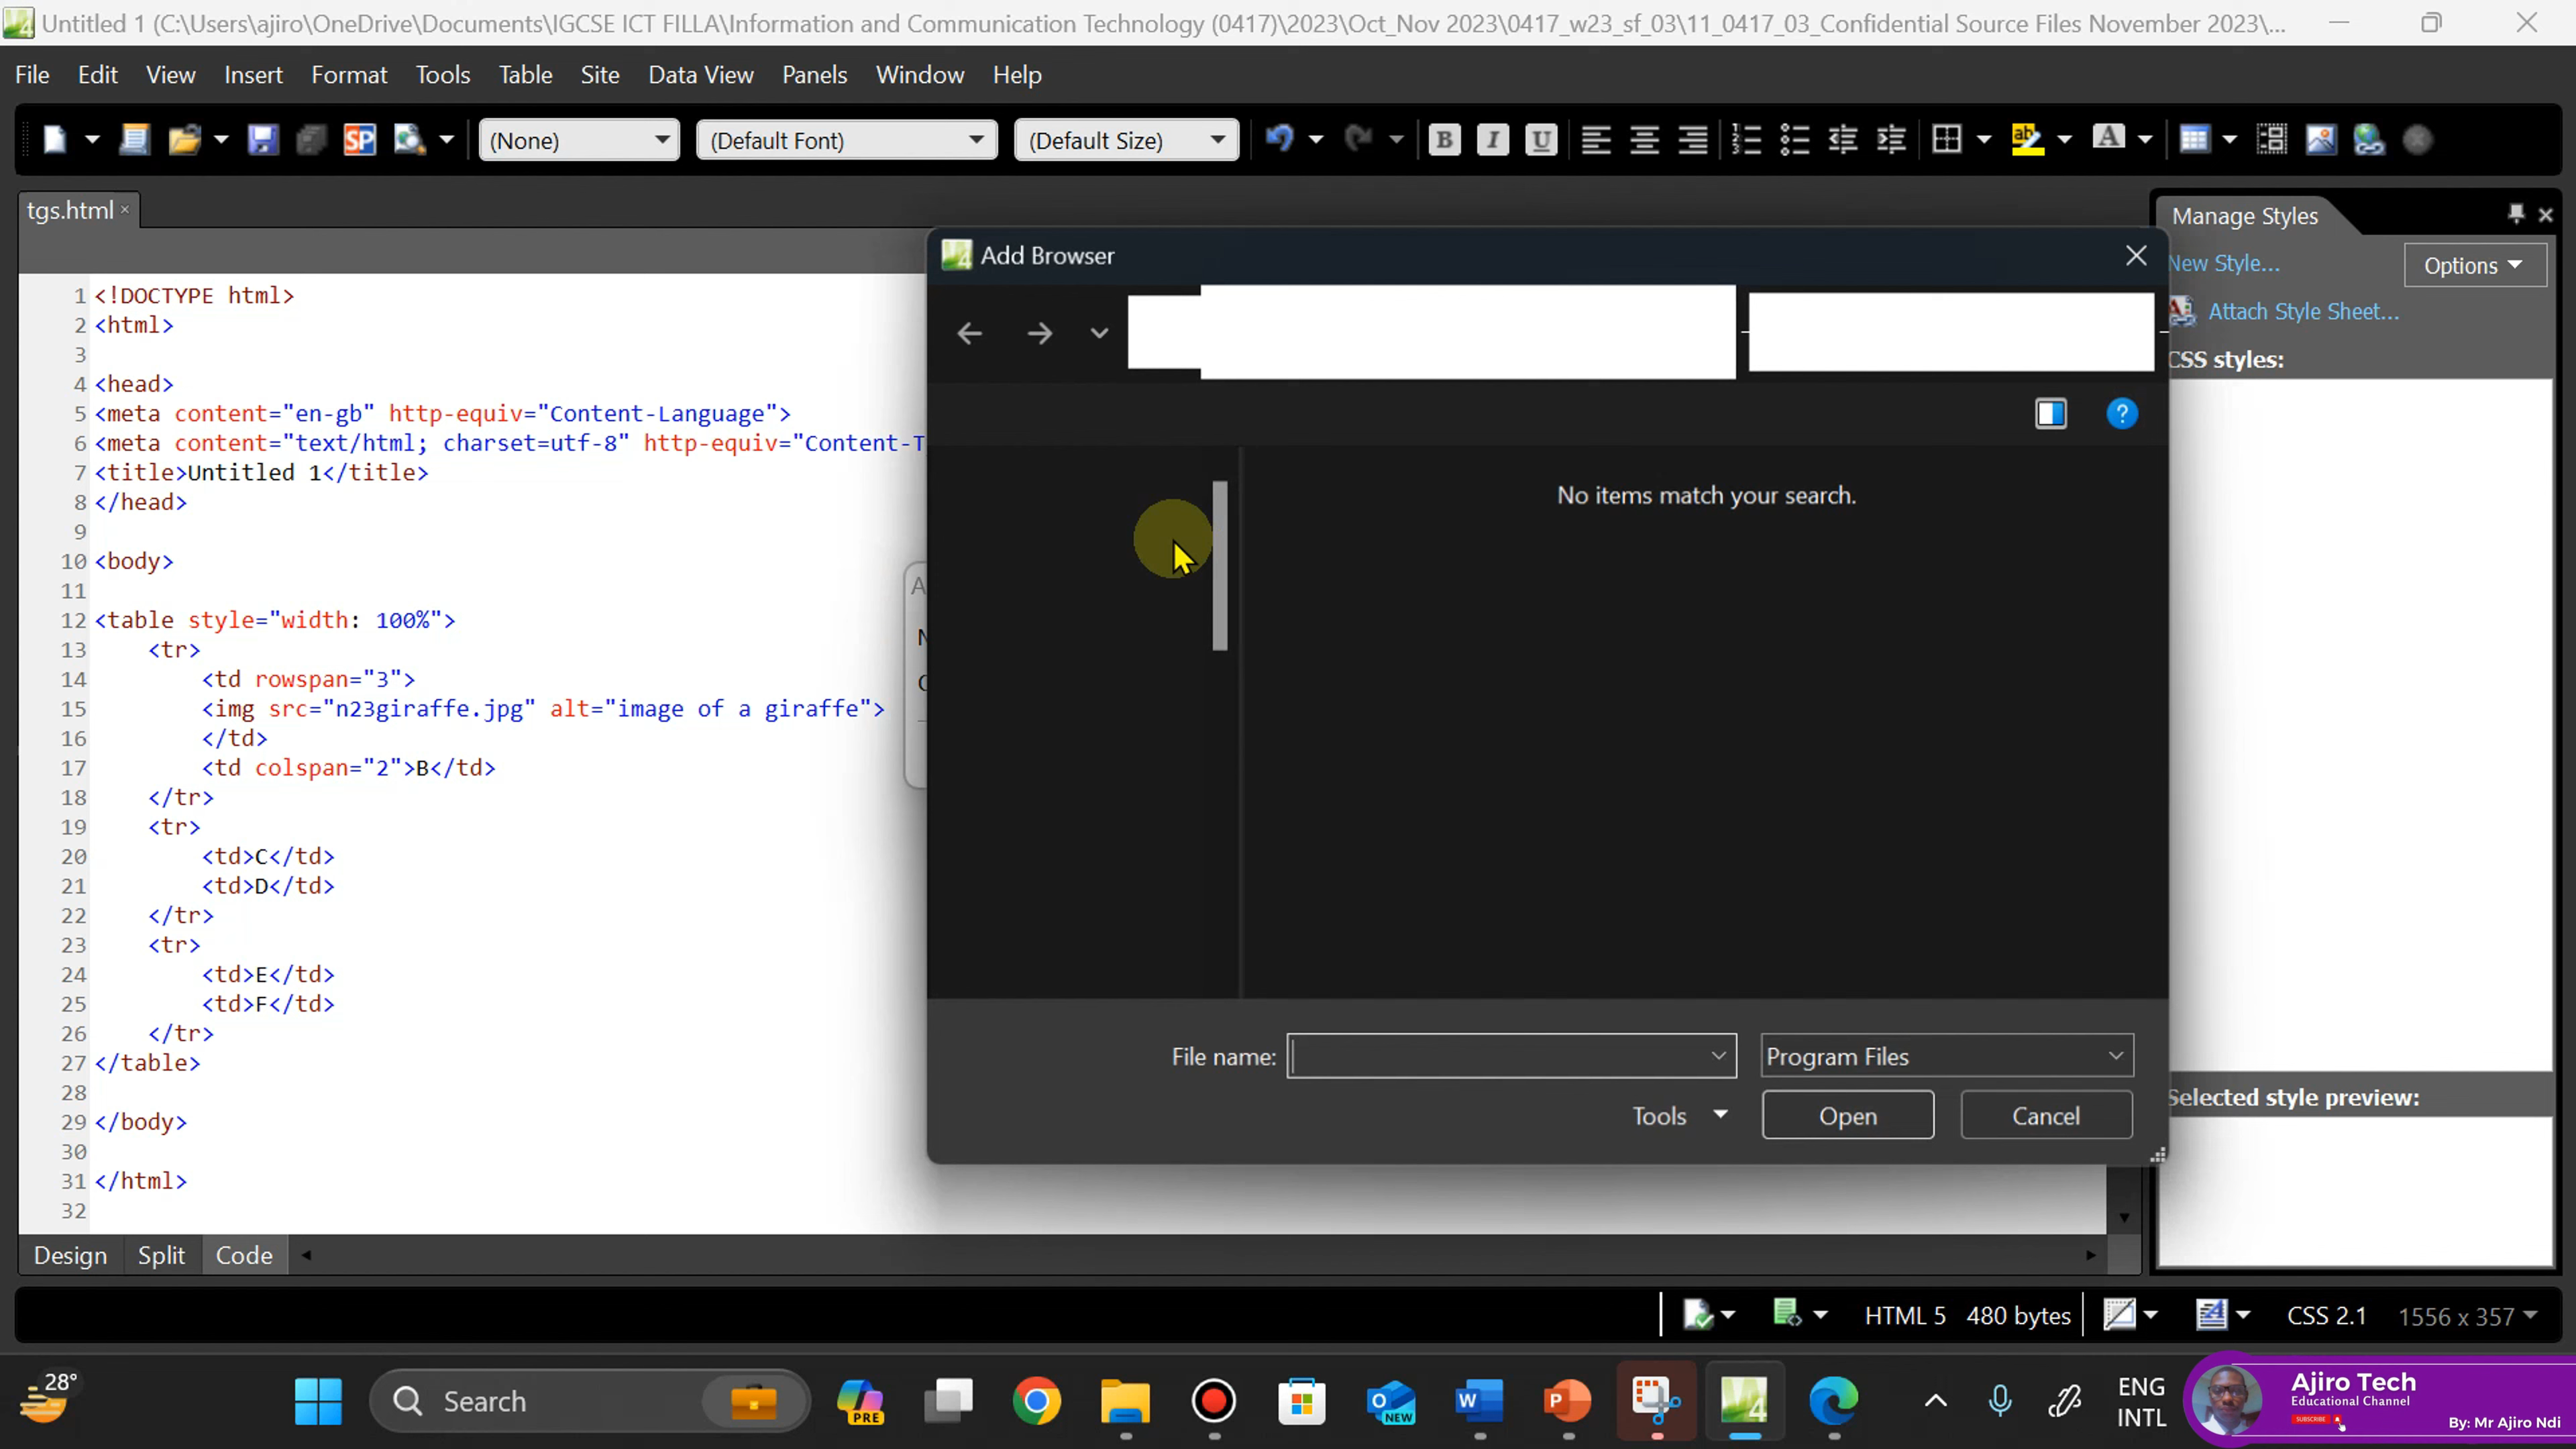 Untitled 1 (C:\Users\ajiro\OneDrive\Documents\IGCSE ICT FILLA\Information and Communication Technology (0417)\2023\Oct_Nov 2023\0417_w23_sf_03\11_0417_03_Confidential Source Files November 2023\...
File Edit View Insert Format Tools Table Site Data View Panels Window Help
(None) (Default Font) (Default Size)
tgs.html
Manage Styles
New Style...
Options
Attach Style Sheet...
CSS styles:
Selected style preview:
1 <!DOCTYPE html>
2 <html>
3
4 <head>
5 <meta content="en-gb" http-equiv="Content-Language">
6 <meta content="text/html; charset=utf-8" http-equiv="Content-T
7 <title>Untitled 1</title>
8 </head>
9
10 <body>
11
12 <table style="width: 100%">
13 <tr>
14 <td rowspan="3">
15 <img src="n23giraffe.jpg" alt="image of a giraffe">
16 </td>
17 <td colspan="2">B</td>
18 </tr>
19 <tr>
20 <td>C</td>
21 <td>D</td>
22 </tr>
23 <tr>
24 <td>E</td>
25 <td>F</td>
26 </tr>
27 </table>
28
29 </body>
30
31 </html>
32
Add Browser
No items match your search.
File name:
Program Files
Tools Open Cancel
Design Split Code
HTML 5 480 bytes CSS 2.1 1556 x 357
28°
Search
PRE
NEW
ENG
INTL
Ajiro Tech
Educational Channel
SUBSCRIBE
By: Mr Ajiro Ndi